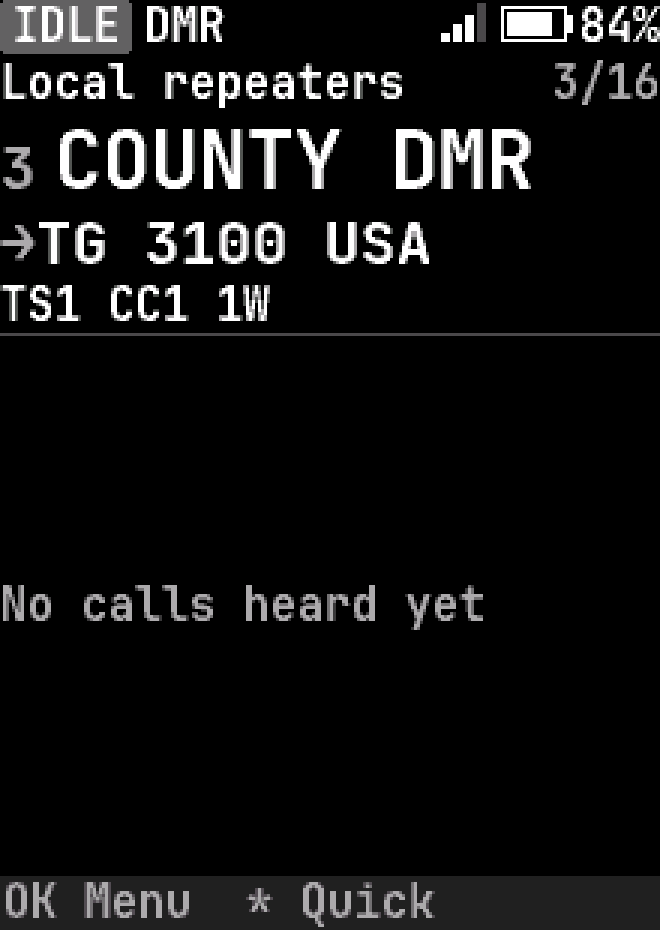 IDLE DMR 84%
Local repeaters 3/16
3 COUNTY DMR
→TG 3100 USA
TS1 CC1 1W
No calls heard yet
OK Menu * Quick